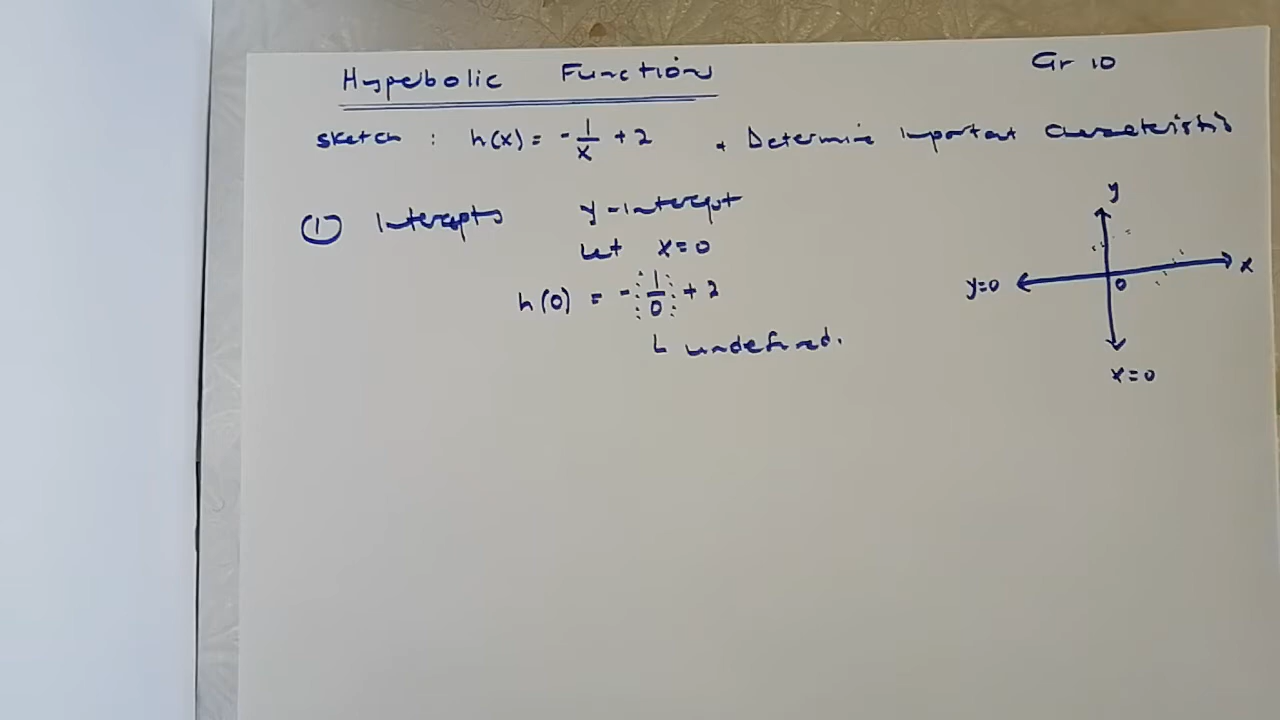 Hyperbolic Function Gr 10
Sketch : h(x) = -1/x + 2 * Determine Important Characteristics
① Intercepts y-intercept
Let x=0
h(0) = -1/0 + 2
↳ undefined.
y
x
y=0
0
x=0